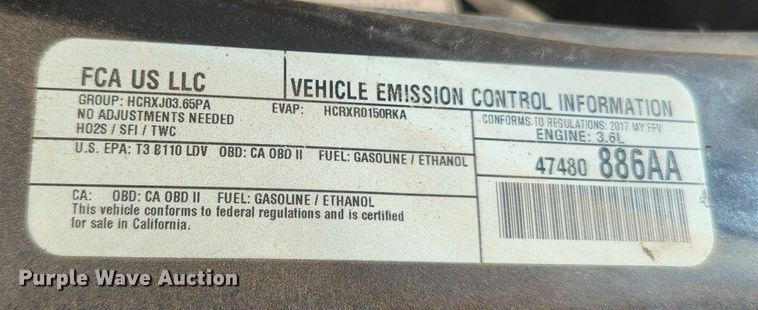 FCA US LLC
VEHICLE EMISSION CONTROL INFORMATION
GROUP: HCRXJ03.65PA EVAP: HCRXR0150RKA
NO ADJUSTMENTS NEEDED
HO2S / SFI / TWC
CONFORMS TO REGULATIONS: 2017 MY FFV
ENGINE: 3.6L
U.S. EPA: T3 B110 LDV OBD: CA OBD II FUEL: GASOLINE / ETHANOL
47480 886AA
CA: OBD: CA OBD II FUEL: GASOLINE / ETHANOL
This vehicle conforms to federal regulations and is certified
for sale in California.
Purple Wave Auction